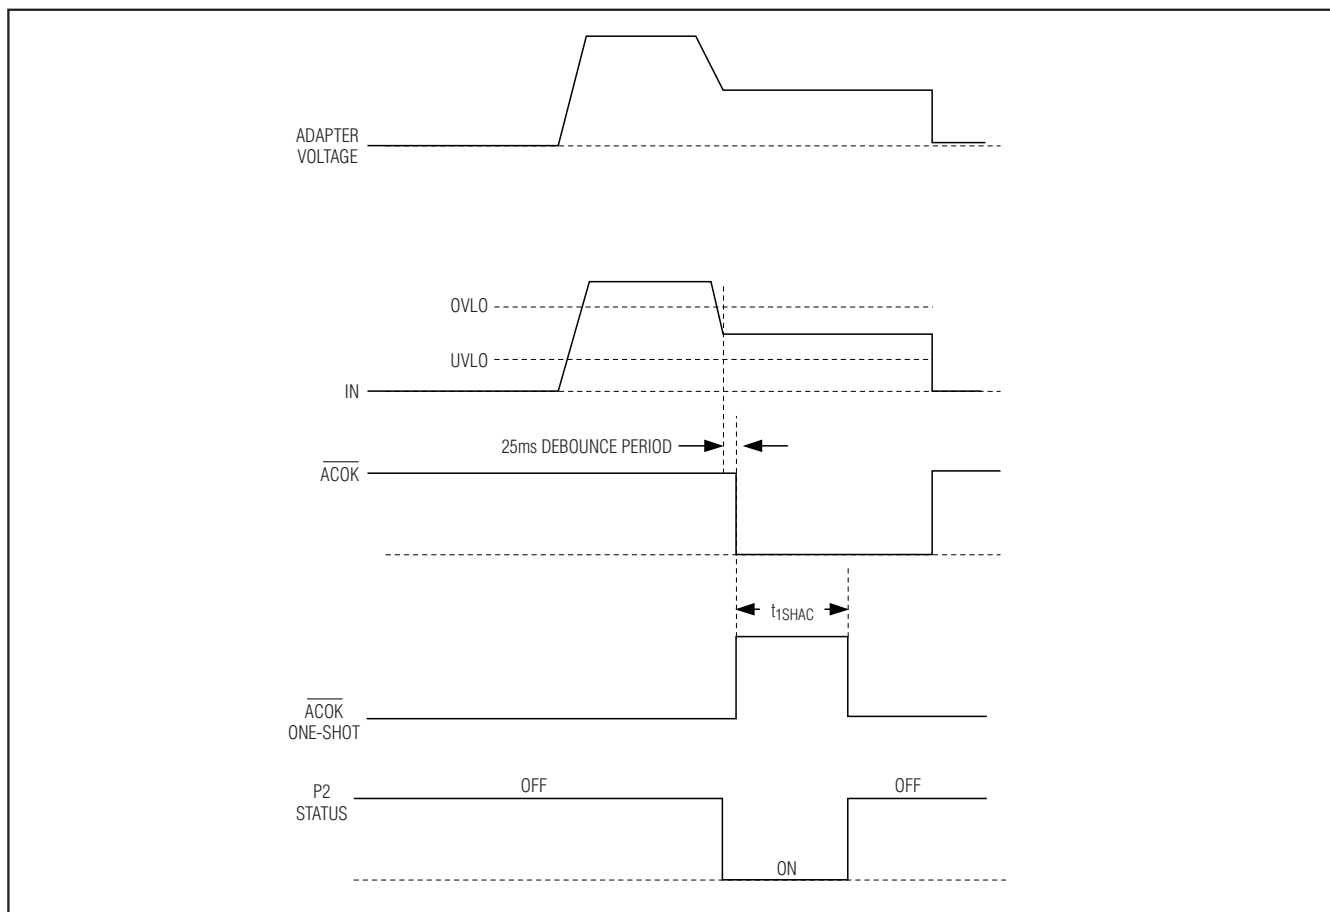 ADAPTER
VOLTAGE
OVLO
UVLO
IN
25ms DEBOUNCE PERIOD
ACOK
t1SHAC
ACOK
ONE-SHOT
P2
STATUS
OFF
OFF
ON